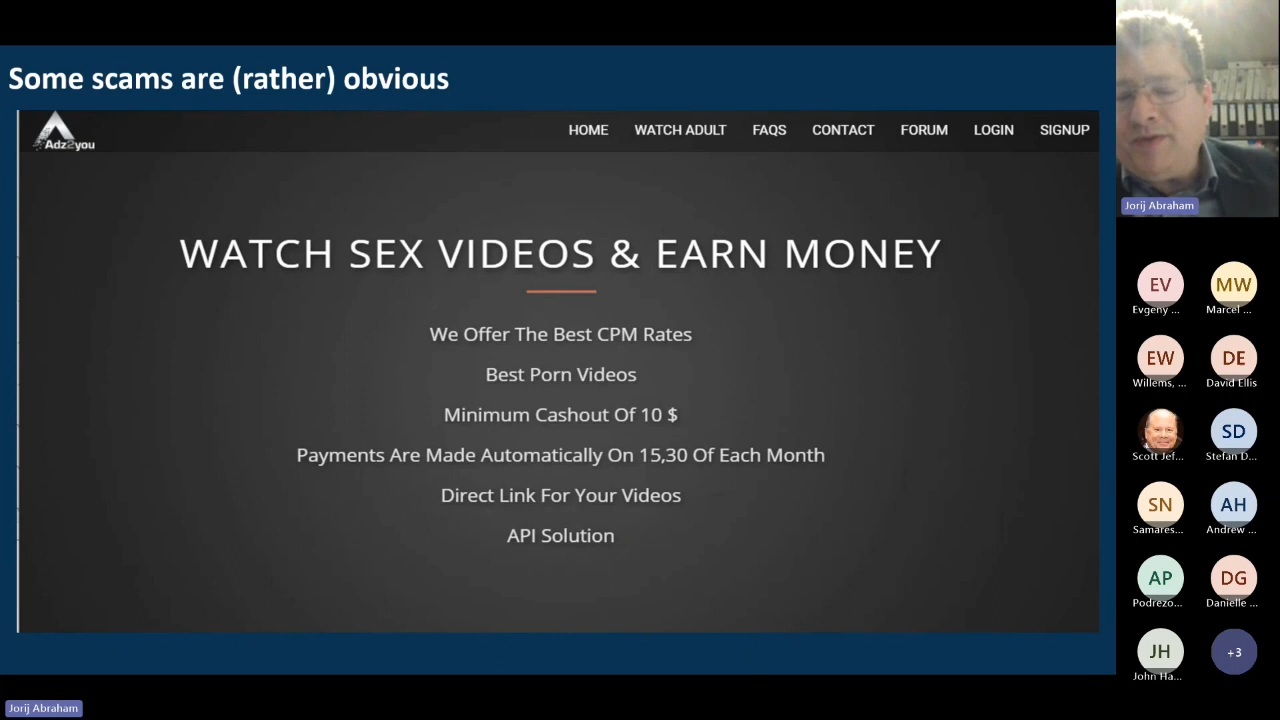 Some scams are (rather) obvious
Adz2you
HOME WATCH ADULT FAQS CONTACT FORUM LOGIN SIGNUP
WATCH SEX VIDEOS & EARN MONEY
We Offer The Best CPM Rates
Best Porn Videos
Minimum Cashout Of 10 $
Payments Are Made Automatically On 15,30 Of Each Month
Direct Link For Your Videos
API Solution
Jorij Abraham
EV MW
Evgeny ... Marcel ...
EW DE
Willems, ... David Ellis
SD
Scott Jef... Stefan D...
SN AH
Samares... Andrew ...
AP DG
Podrezo... Danielle ...
JH +3
John Ha...
Jorij Abraham